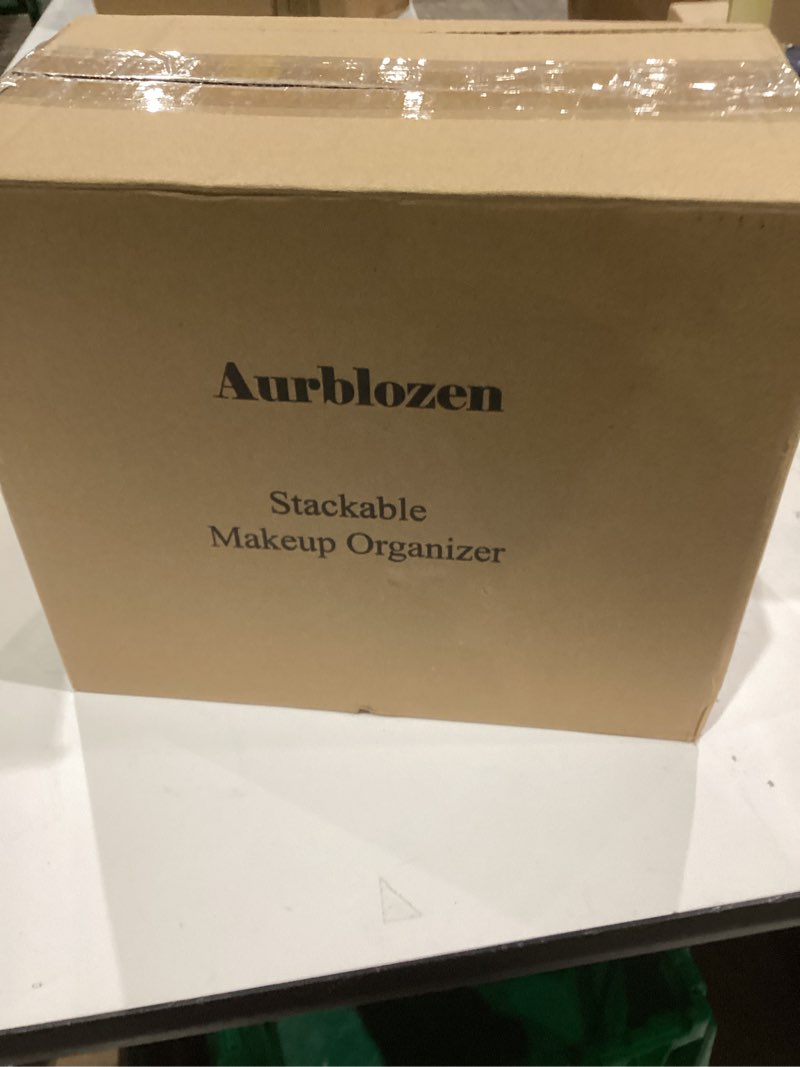 Aurblozen
Stackable
Makeup Organizer